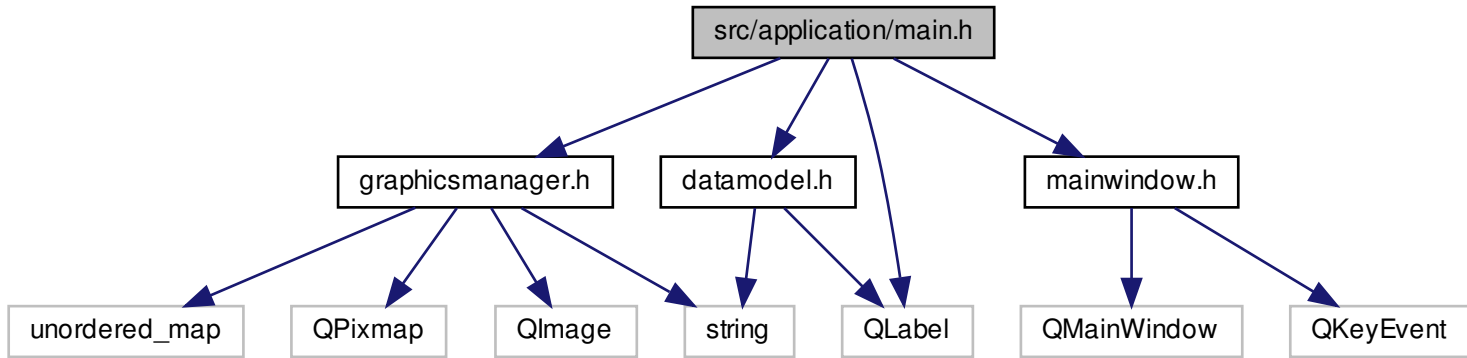 src/application/main.h
graphicsmanager.h
datamodel.h
mainwindow.h
unordered_map
QPixmap
QImage
string
QLabel
QMainWindow
QKeyEvent